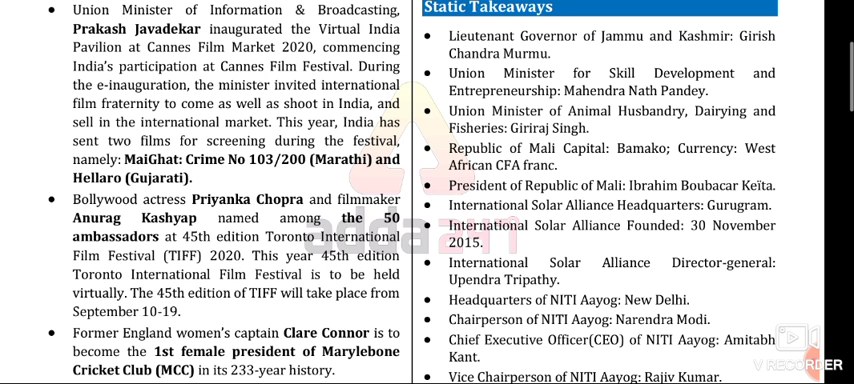 • Union Minister of Information & Broadcasting,
Prakash Javadekar inaugurated the Virtual India
Pavilion at Cannes Film Market 2020, commencing
India's participation at Cannes Film Festival. During
the e-inauguration, the minister invited international
film fraternity to come as well as shoot in India, and
sell in the international market. This year, India has
sent two films for screening during the festival,
namely: MaiGhat: Crime No 103/200 (Marathi) and
Hellaro (Gujarati).
• Bollywood actress Priyanka Chopra and filmmaker
Anurag Kashyap named among the 50
ambassadors at 45th edition Toronto International
Film Festival (TIFF) 2020. This year 45th edition
Toronto International Film Festival is to be held
virtually. The 45th edition of TIFF will take place from
September 10-19.
• Former England women's captain Clare Connor is to
become the 1st female president of Marylebone
Cricket Club (MCC) in its 233-year history.
Static Takeaways
• Lieutenant Governor of Jammu and Kashmir: Girish
Chandra Murmu.
• Union Minister for Skill Development and
Entrepreneurship: Mahendra Nath Pandey.
• Union Minister of Animal Husbandry, Dairying and
Fisheries: Giriraj Singh.
• Republic of Mali Capital: Bamako; Currency: West
African CFA franc.
• President of Republic of Mali: Ibrahim Boubacar Keïta.
• International Solar Alliance Headquarters: Gurugram.
• International Solar Alliance Founded: 30 November
2015.
• International Solar Alliance Director-general:
Upendra Tripathy.
• Headquarters of NITI Aayog: New Delhi.
• Chairperson of NITI Aayog: Narendra Modi.
• Chief Executive Officer(CEO) of NITI Aayog: Amitabh
Kant.
• Vice Chairperson of NITI Aayog: Rajiv Kumar.
adda247
V RECORDER